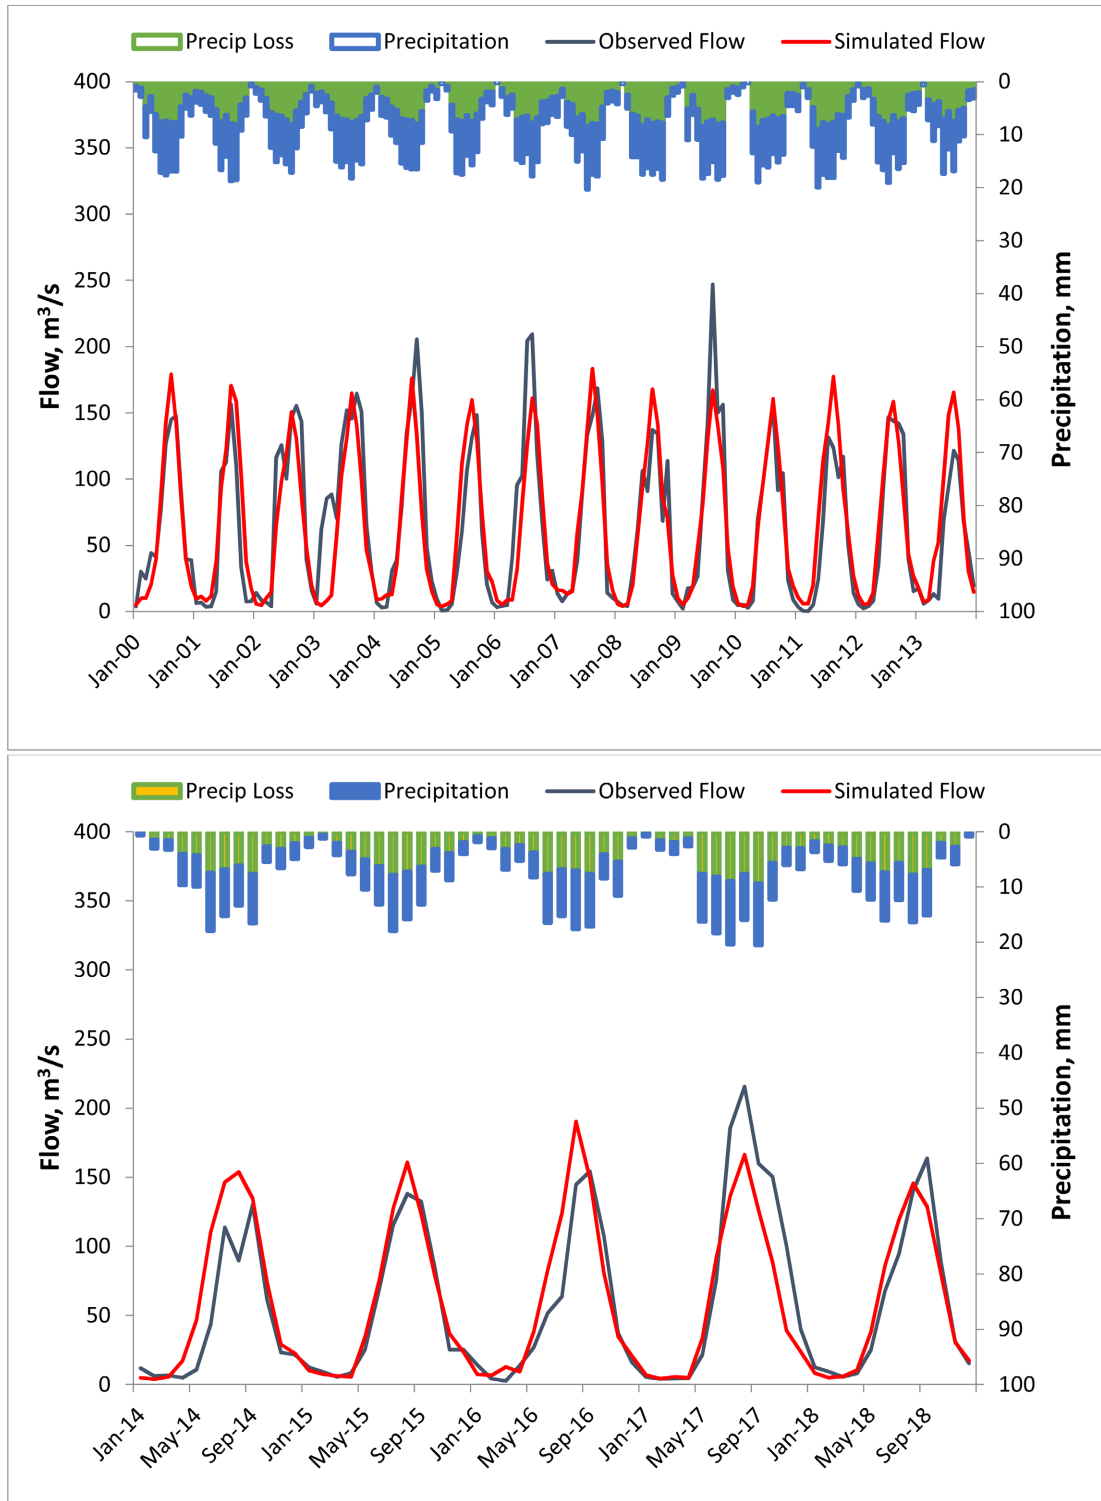 Precip Loss Precipitation Observed Flow Simulated Flow
400 0
350 10
300 20
250 30
200 40
150 50
100 60
50 70
0 80
90
100
Flow, m³/s
Precipitation, mm
Jan-00 Jan-01 Jan-02 Jan-03 Jan-04 Jan-05 Jan-06 Jan-07 Jan-08 Jan-09 Jan-10 Jan-11 Jan-12 Jan-13
Precip Loss Precipitation Observed Flow Simulated Flow
400 0
350 10
300 20
250 30
200 40
150 50
100 60
50 70
0 80
90
100
Flow, m³/s
Precipitation, mm
Jan-14 May-14 Sep-14 Jan-15 May-15 Sep-15 Jan-16 May-16 Sep-16 Jan-17 May-17 Sep-17 Jan-18 May-18 Sep-18